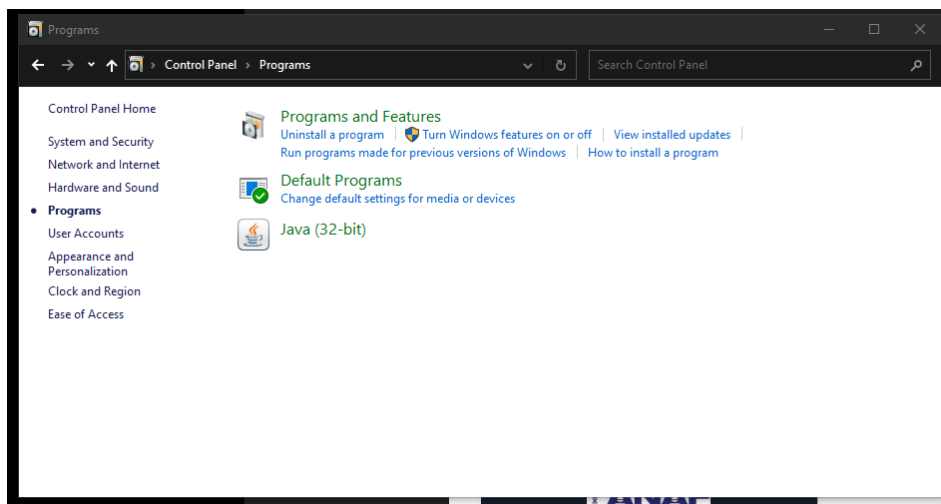 Programs
Control Panel > Programs
Search Control Panel
Control Panel Home
System and Security
Network and Internet
Hardware and Sound
Programs
User Accounts
Appearance and
Personalization
Clock and Region
Ease of Access
Programs and Features
Uninstall a program
Turn Windows features on or off
View installed updates
Run programs made for previous versions of Windows
How to install a program
Default Programs
Change default settings for media or devices
Java (32-bit)